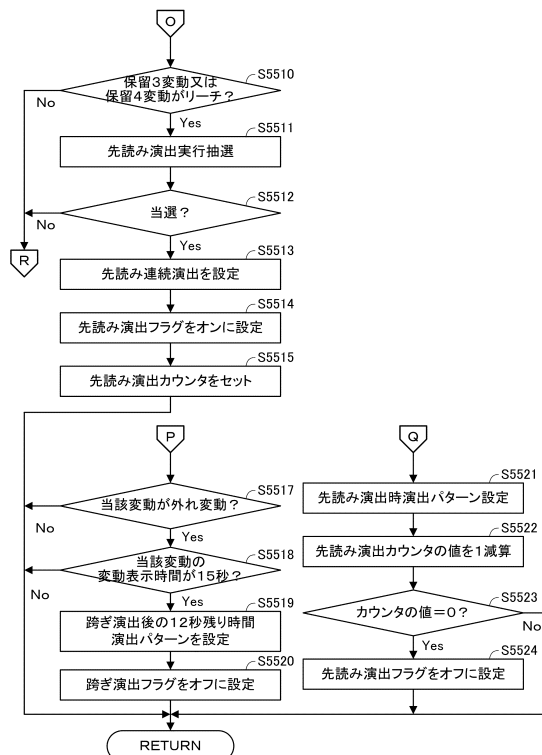 O
S5510
保留3変動又は
保留4変動がリーチ?
No
Yes
S5511
先読み演出実行抽選
S5512
当選?
No
Yes
R
S5513
先読み連続演出を設定
S5514
先読み演出フラグをオンに設定
S5515
先読み演出カウンタをセット
P
S5517
当該変動が外れ変動?
No
Yes
S5518
当該変動の
変動表示時間が15秒?
No
Yes
S5519
跨ぎ演出後の12秒残り時間
演出パターンを設定
S5520
跨ぎ演出フラグをオフに設定
Q
S5521
先読み演出時演出パターン設定
S5522
先読み演出カウンタの値を1減算
S5523
カウンタの値=0?
No
Yes
S5524
先読み演出フラグをオフに設定
RETURN